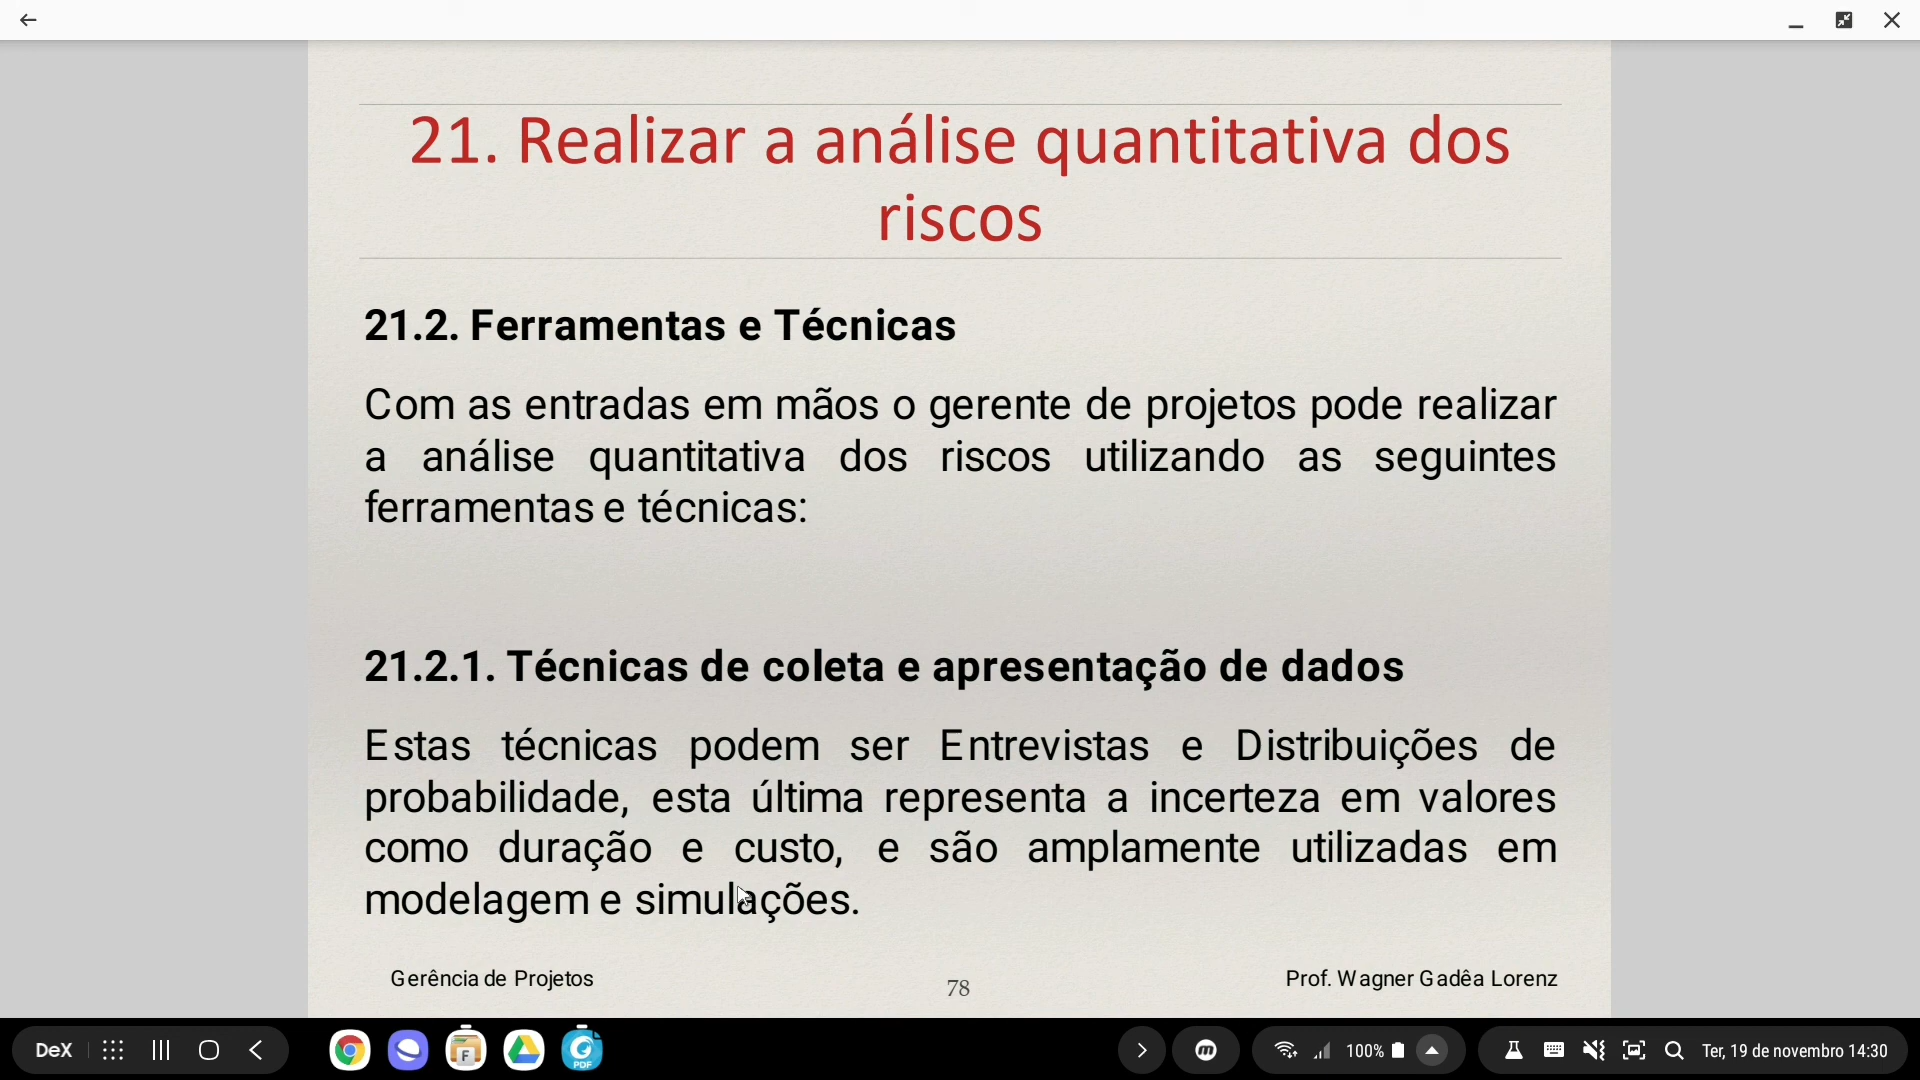 21. Realizar a análise quantitativa dos
riscos
21.2. Ferramentas e Técnicas
Com as entradas em mãos o gerente de projetos pode realizar
a análise quantitativa dos riscos utilizando as seguintes
ferramentas e técnicas:
21.2.1. Técnicas de coleta e apresentação de dados
Estas técnicas podem ser Entrevistas e Distribuições de
probabilidade, esta última representa a incerteza em valores
como duração e custo, e são amplamente utilizadas em
modelagem e simulações.
Gerência de Projetos
78
Prof. Wagner Gadêa Lorenz
DeX
F
PDF
m
100%
Ter, 19 de novembro 14:30